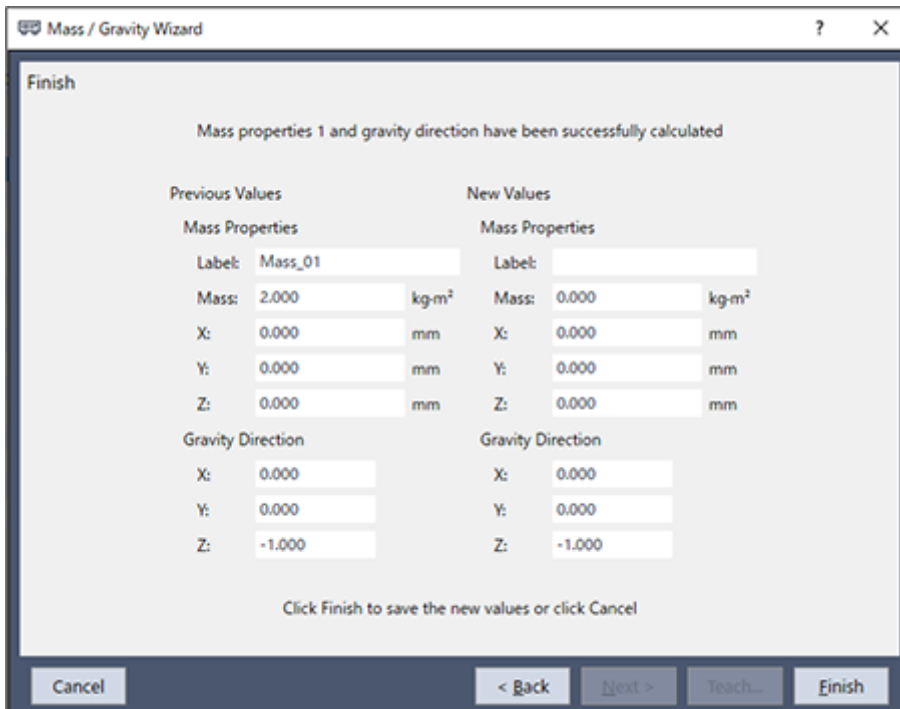 Mass / Gravity Wizard ? ×
Finish
Mass properties 1 and gravity direction have been successfully calculated
Previous Values New Values
Mass Properties Mass Properties
Label: Mass_01 Label:
Mass: 2.000 kg·m² Mass: 0.000 kg·m²
X: 0.000 mm X: 0.000 mm
Y: 0.000 mm Y: 0.000 mm
Z: 0.000 mm Z: 0.000 mm
Gravity Direction Gravity Direction
X: 0.000 X: 0.000
Y: 0.000 Y: 0.000
Z: -1.000 Z: -1.000
Click Finish to save the new values or click Cancel
Cancel < Back Next > Teach... Finish